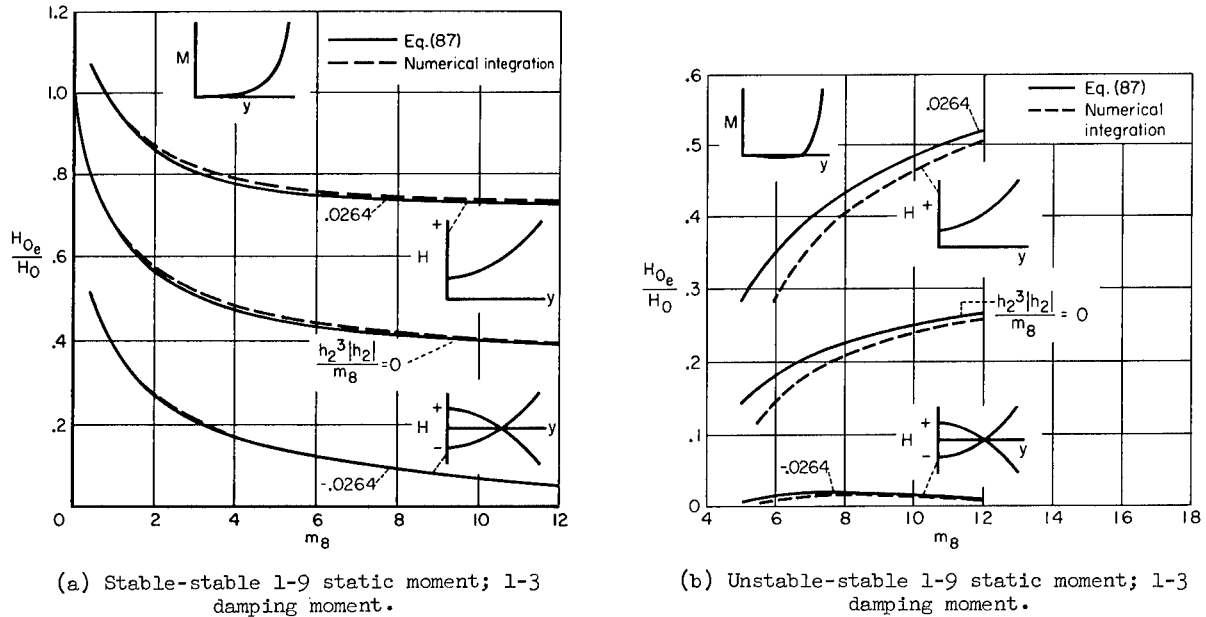 1.2
1.0
.8
.6
.4
.2
0
H₀ₑ/H₀
M
y
Eq.(87)
Numerical integration
.0264
+
H
y
h₂³|h₂|/m₈ = 0
+
H
−
y
-.0264
2
4
6
8
10
12
m₈
(a) Stable-stable 1-9 static moment; 1-3
damping moment.
.6
.5
.4
.3
.2
.1
0
H₀ₑ/H₀
M
y
.0264
Eq. (87)
Numerical
integration
H +
y
h₂³|h₂|/m₈ = 0
+
H
−
y
-.0264
4
6
8
10
12
14
16
18
m₈
(b) Unstable-stable 1-9 static moment; 1-3
damping moment.